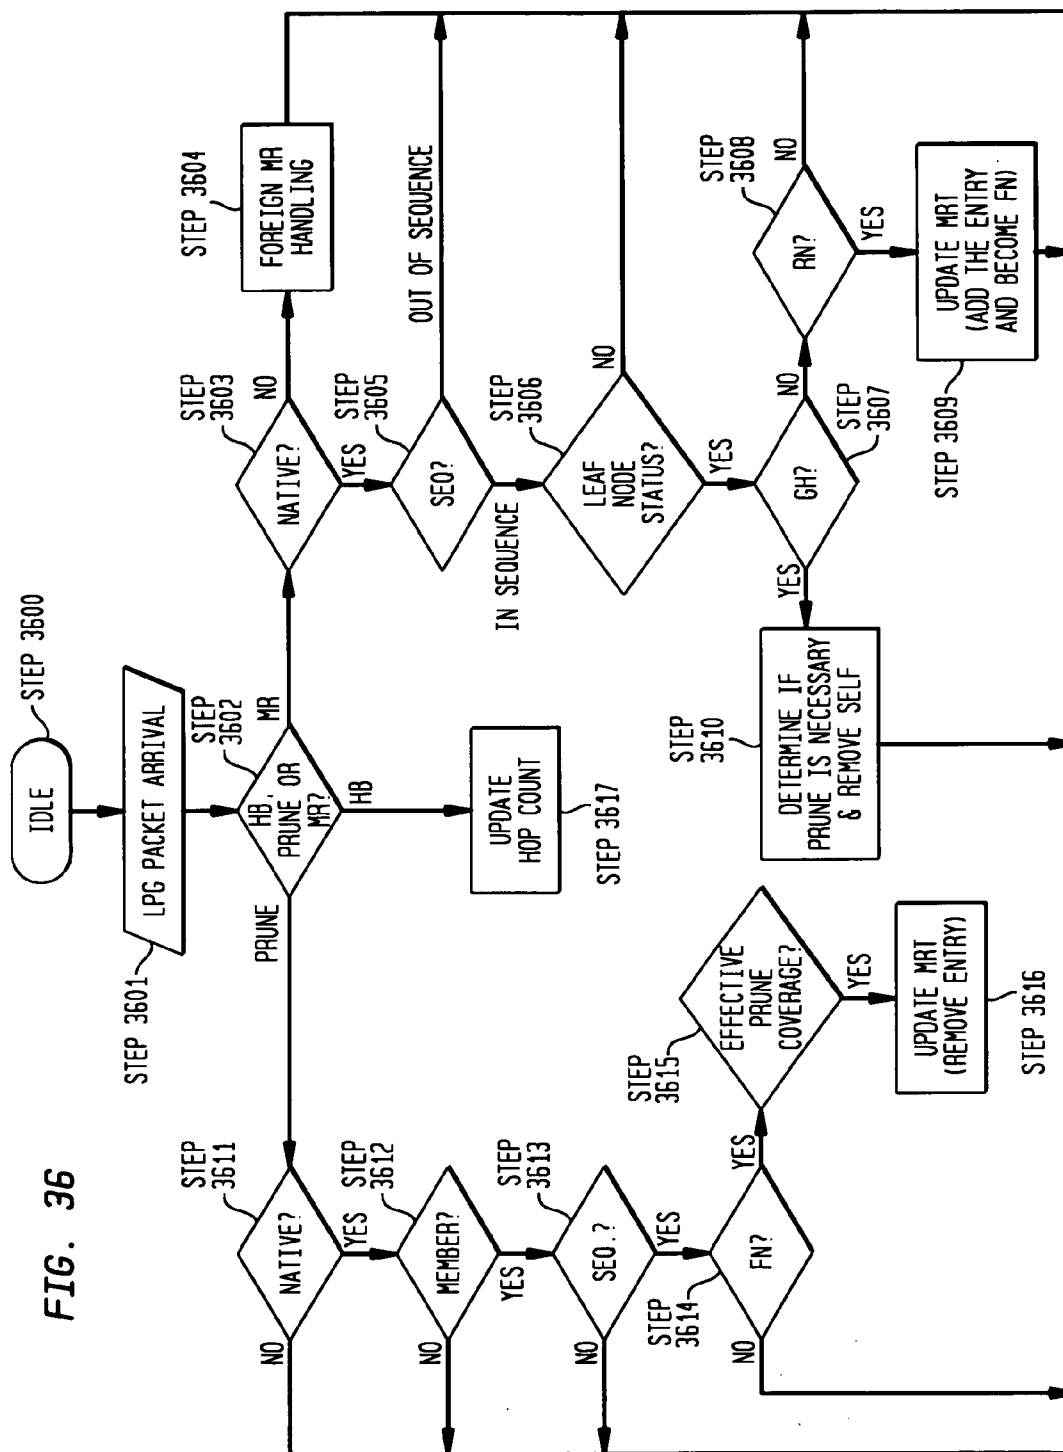 FIG. 36
IDLE
STEP 3600
LPG PACKET ARRIVAL
STEP 3601
HB,
PRUNE OR
MR?
STEP
3602
PRUNE
MR
HB
UPDATE
HOP COUNT
STEP 3617
NATIVE?
STEP
3603
NO
YES
FOREIGN MR
HANDLING
STEP 3604
SEQ?
STEP
3605
OUT OF SEQUENCE
IN SEQUENCE
LEAF
NODE
STATUS?
STEP
3606
NO
YES
GH?
STEP
3607
YES
NO
RN?
STEP
3608
NO
YES
UPDATE MRT
(ADD THE ENTRY
AND BECOME FN)
STEP 3609
STEP
3610
DETERMINE IF
PRUNE IS NECESSARY
& REMOVE SELF
NATIVE?
STEP
3611
NO
YES
MEMBER?
STEP
3612
NO
YES
SEQ.?
STEP
3613
NO
YES
FN?
STEP
3614
NO
YES
EFFECTIVE
PRUNE
COVERAGE?
STEP
3615
YES
UPDATE MRT
(REMOVE ENTRY)
STEP 3616